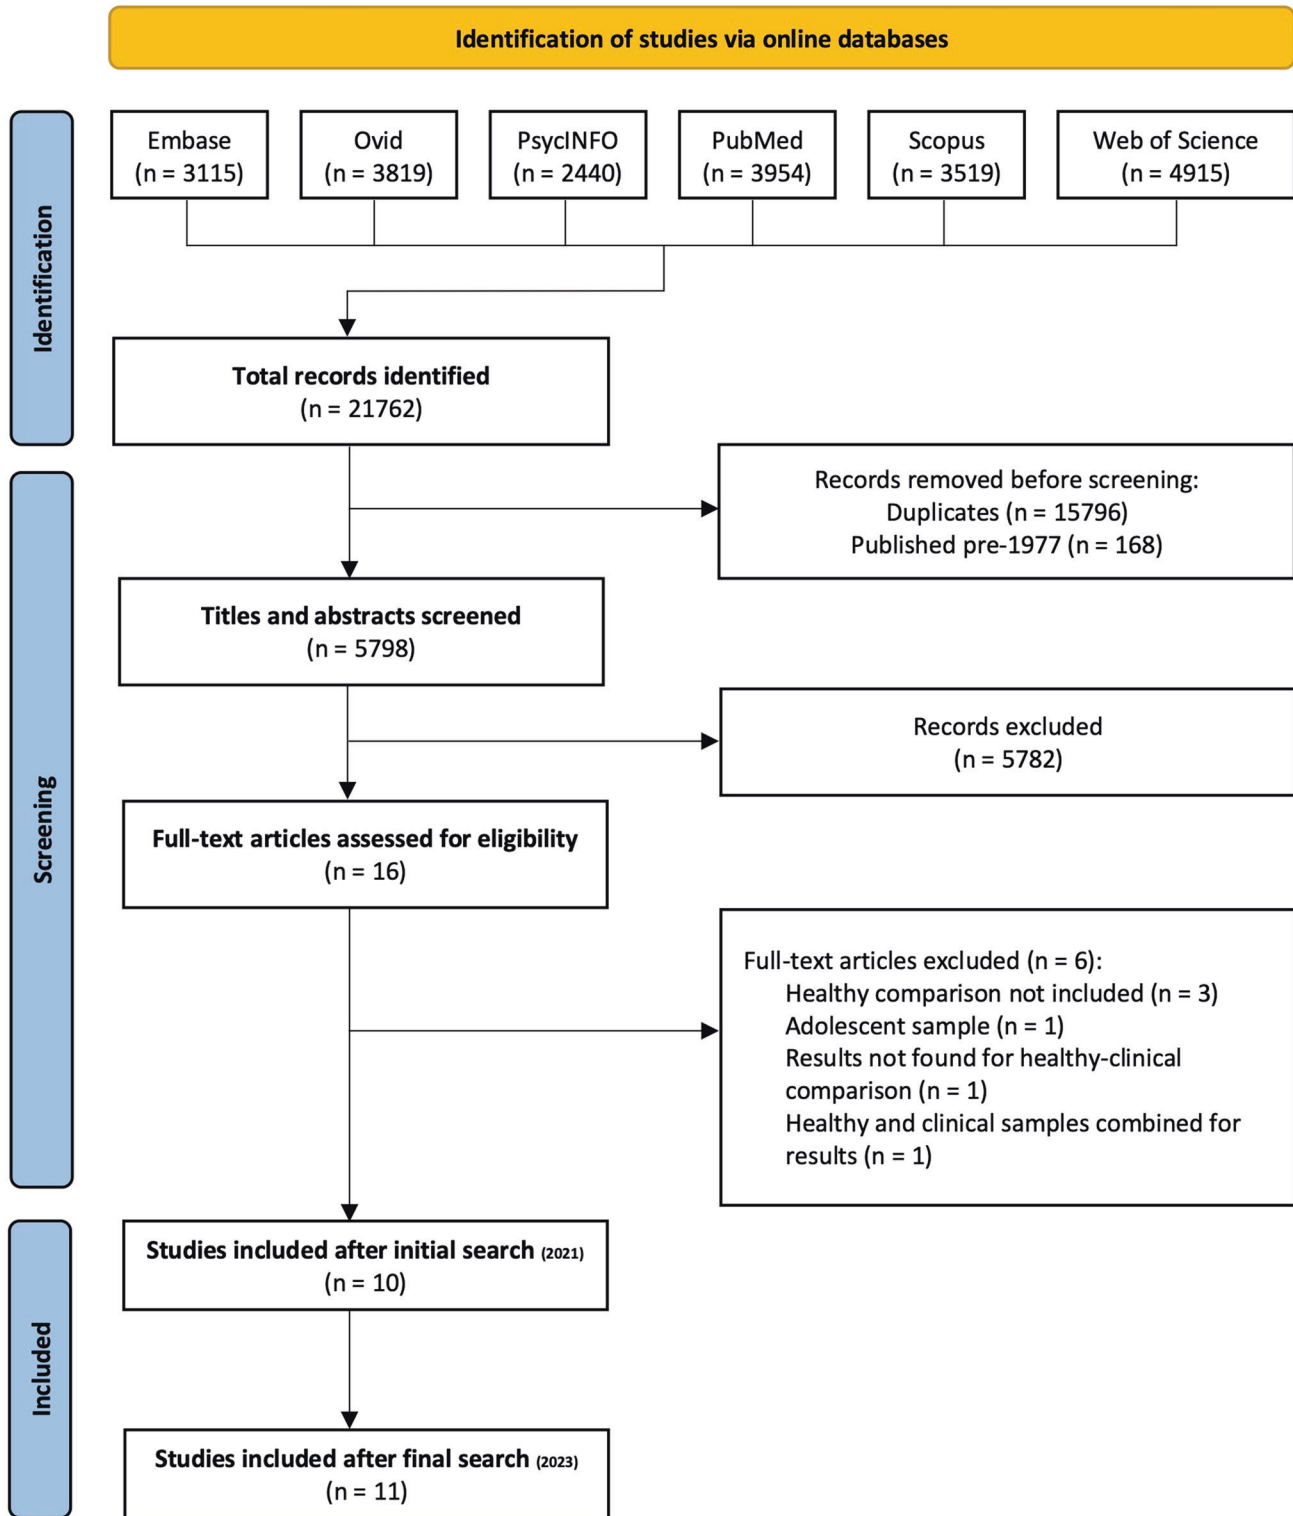 Identification of studies via online databases
Identification
Embase
(n = 3115)
Ovid
(n = 3819)
PsycINFO
(n = 2440)
PubMed
(n = 3954)
Scopus
(n = 3519)
Web of Science
(n = 4915)
Total records identified
(n = 21762)
Screening
Records removed before screening:
Duplicates (n = 15796)
Published pre-1977 (n = 168)
Titles and abstracts screened
(n = 5798)
Records excluded
(n = 5782)
Full-text articles assessed for eligibility
(n = 16)
Full-text articles excluded (n = 6):
Healthy comparison not included (n = 3)
Adolescent sample (n = 1)
Results not found for healthy-clinical
comparison (n = 1)
Healthy and clinical samples combined for
results (n = 1)
Included
Studies included after initial search (2021)
(n = 10)
Studies included after final search (2023)
(n = 11)